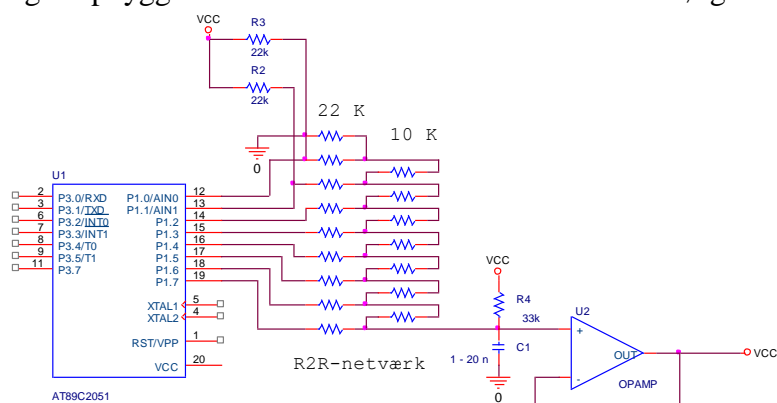 VCC
R3
22k
R2
22k
22 K
10 K
0
U1
2 P3.0/RXD P1.0/AIN0 12
3 P3.1/TXD P1.1/AIN1 13
6 P3.2/INT0 P1.2 14
7 P3.3/INT1 P1.3 15
8 P3.4/T0 P1.4 16
9 P3.5/T1 P1.5 17
11 P3.7 P1.6 18
P1.7 19
XTAL1 5
XTAL2 4
RST/VPP 1
VCC 20
AT89C2051
R2R-netværk
VCC
R4
33k
C1
1 - 20 n
0
U2
+
OUT
-
OPAMP
VCC